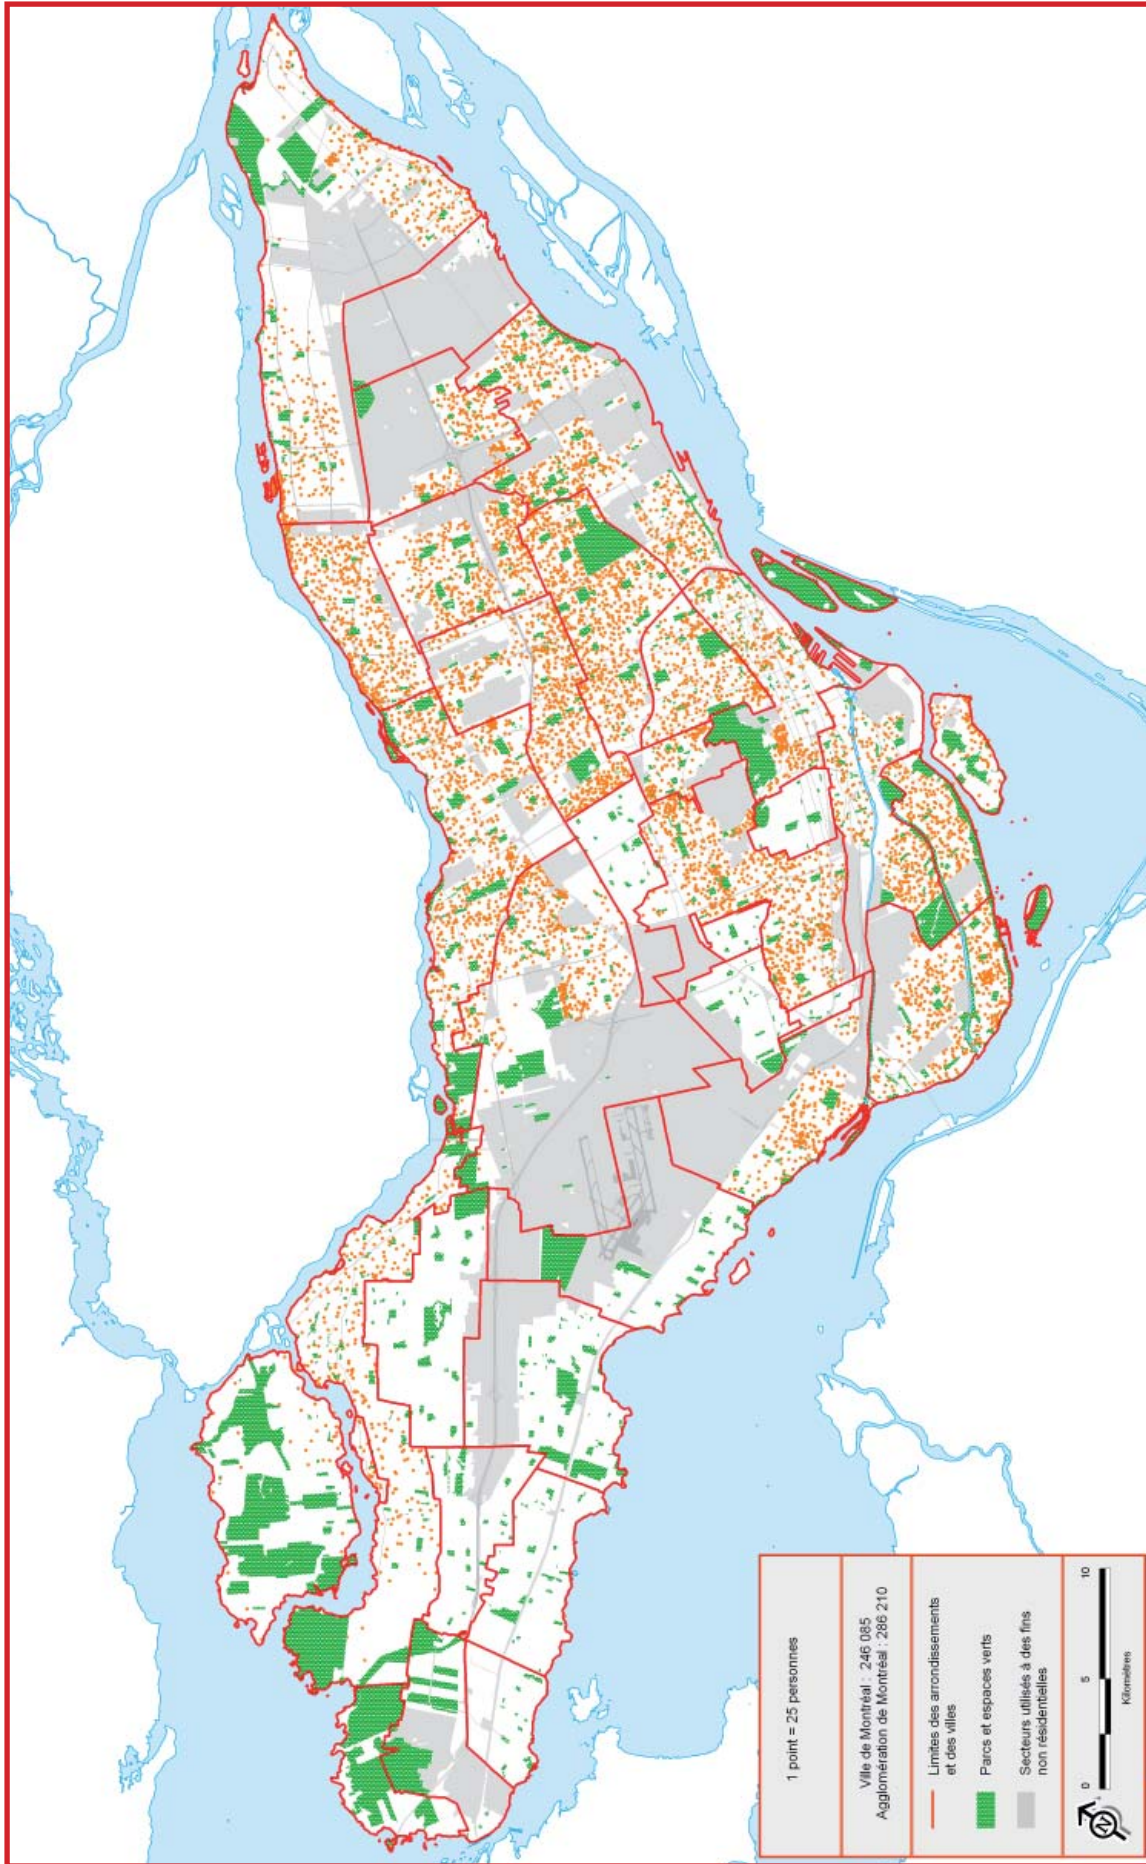 1 point = 25 personnes
Ville de Montréal : 246 085
Agglomération de Montréal : 286 210
Limites des arrondissements
et des villes
Parcs et espaces verts
Secteurs utilisés à des fins
non résidentielles
N
0 5 10
Kilomètres